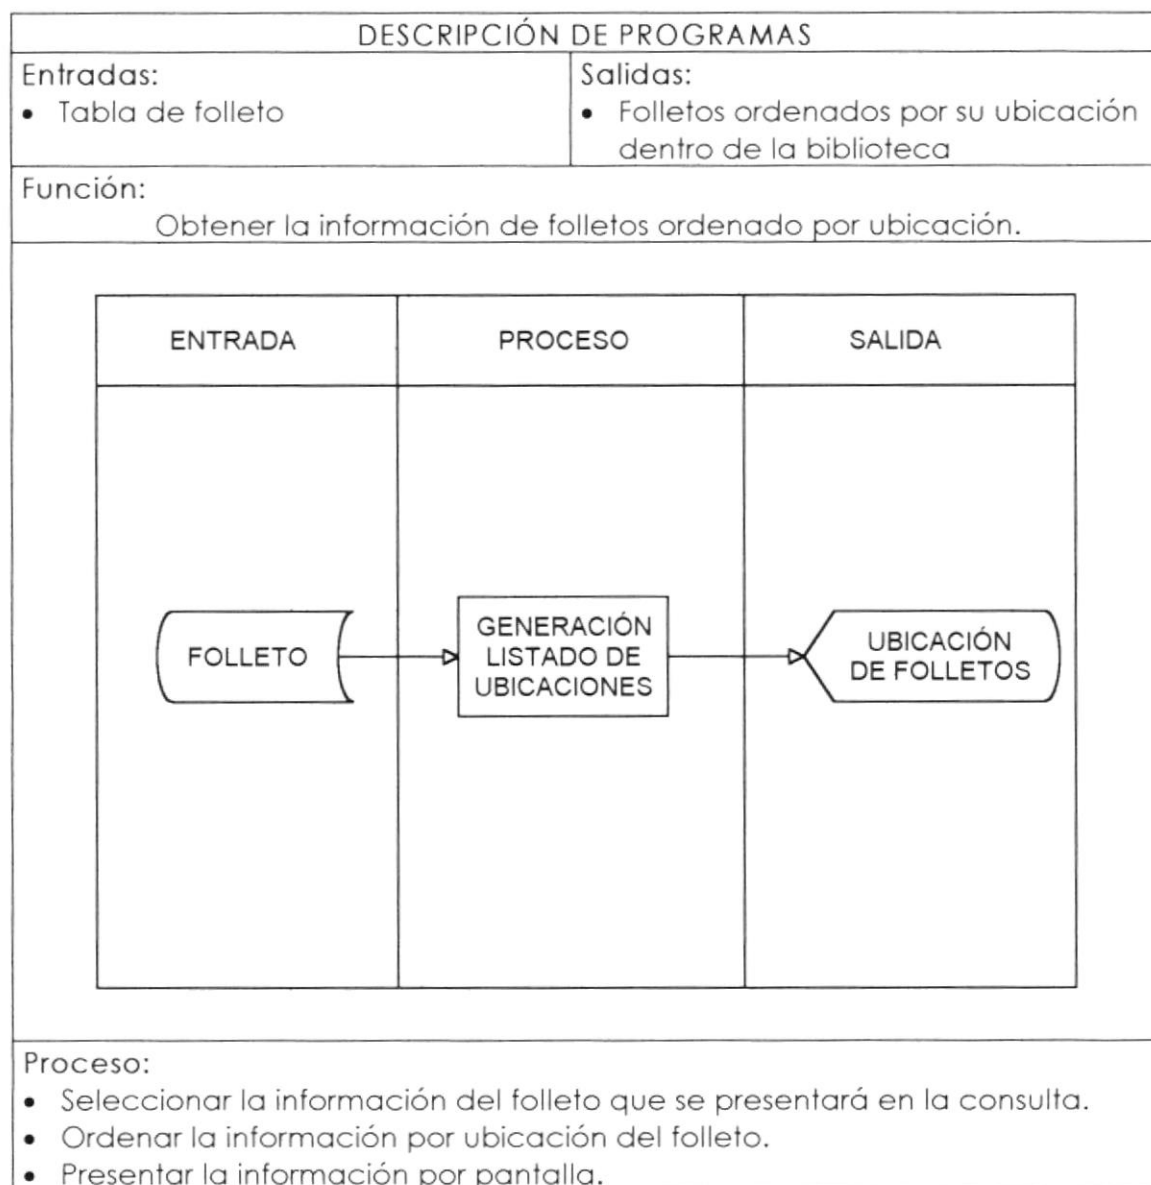 DESCRIPCIÓN DE PROGRAMAS
Entradas:
• Tabla de folleto
Salidas:
• Folletos ordenados por su ubicación
dentro de la biblioteca
Función:
Obtener la información de folletos ordenado por ubicación.
ENTRADA
PROCESO
SALIDA
FOLLETO
GENERACIÓN
LISTADO DE
UBICACIONES
UBICACIÓN
DE FOLLETOS
Proceso:
• Seleccionar la información del folleto que se presentará en la consulta.
• Ordenar la información por ubicación del folleto.
• Presentar la información por pantalla.